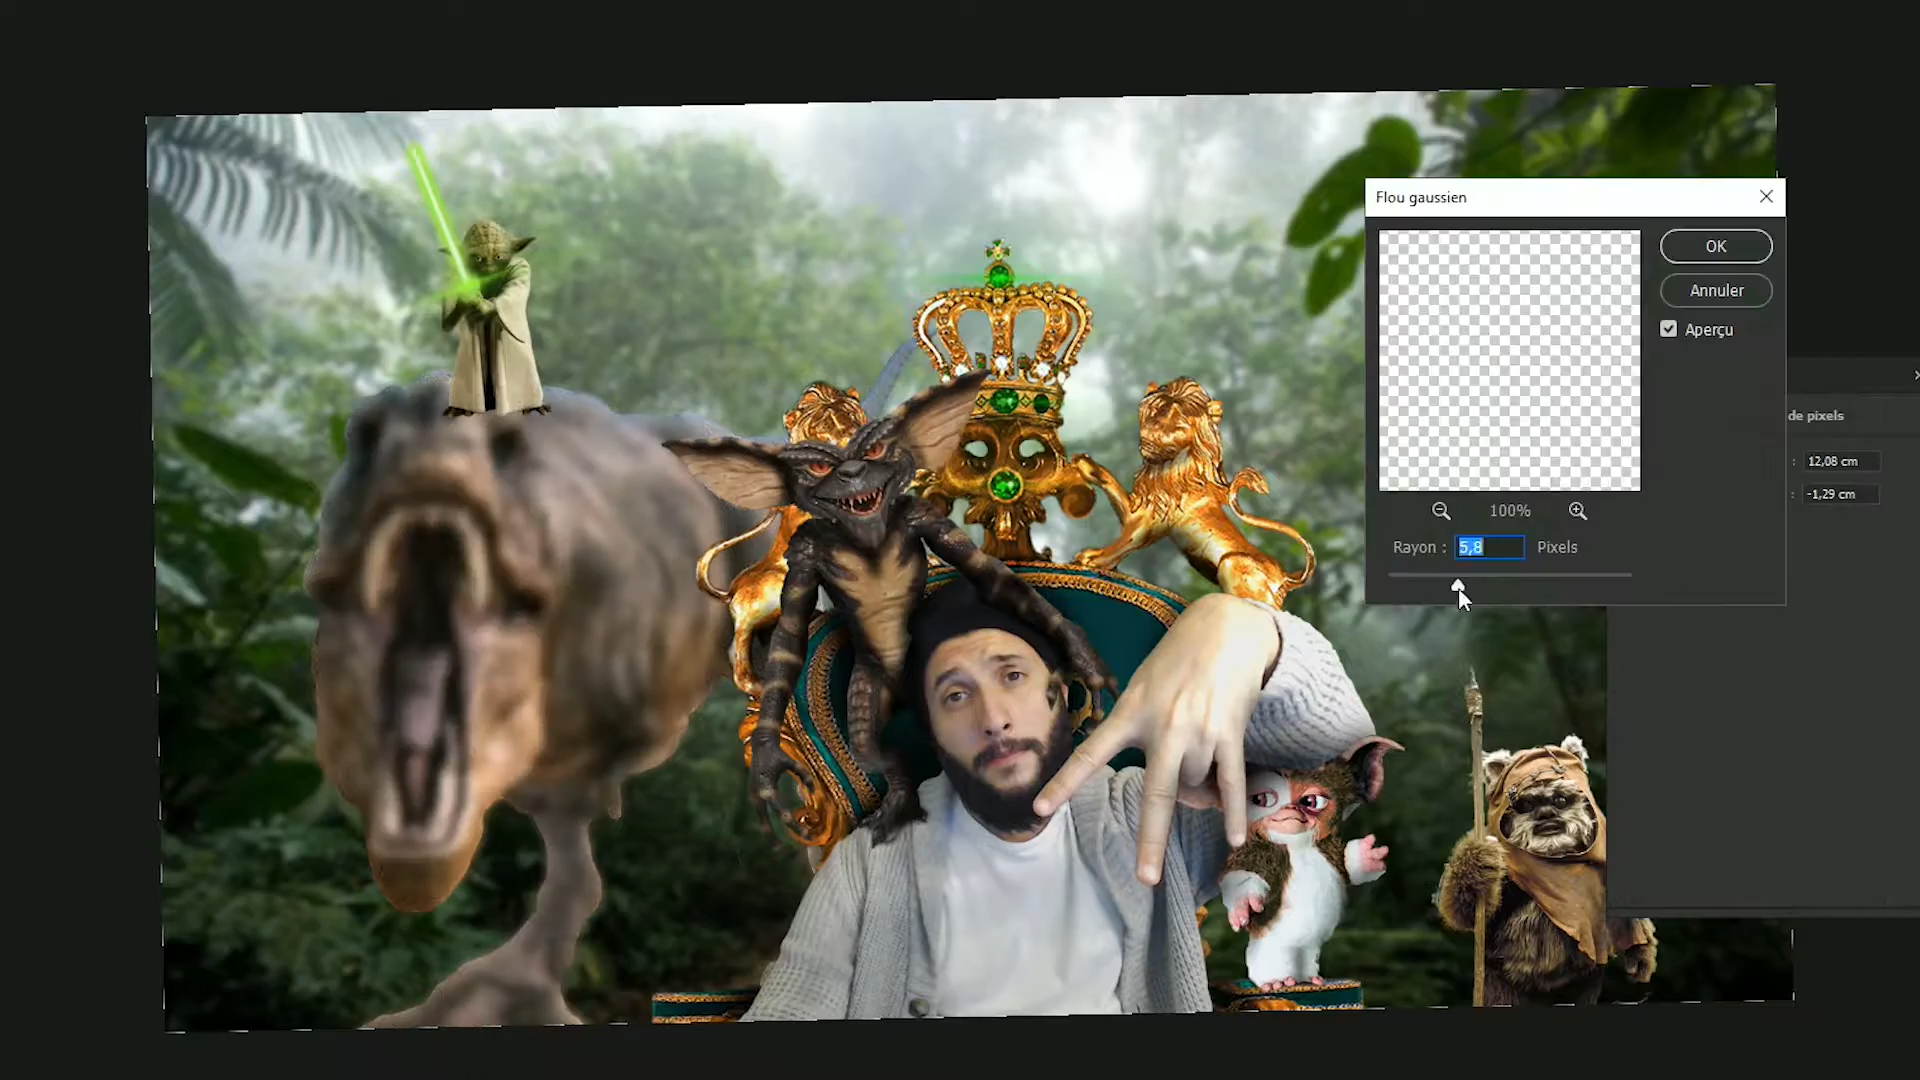 Flou gaussien
OK
Annuler
Aperçu
de pixels
: 12,08 cm
: -1,29 cm
100%
Rayon : 5,8 Pixels